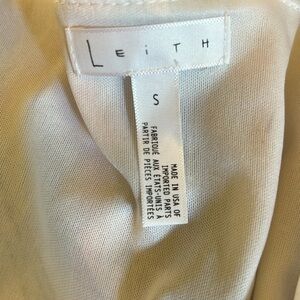 LEiTH
S
MADE IN USA OF
IMPORTED PARTS
FABRIQUÉ AUX ÉTATS-UNIS À
PARTIR DE PIÈCES IMPORTÉES